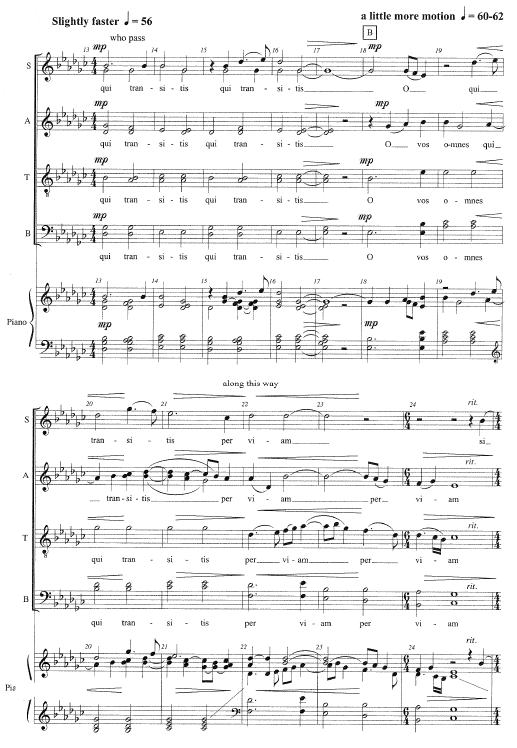 Slightly faster ♩ = 56
a little more motion ♩ = 60-62
B
who pass
13 14 15 16 17 18 19
S mp mp
qui tran - si - tis qui tran - si - tis O qui
A mp mp
qui tran - si - tis qui tran - si - tis O vos o-mnes qui
T mp
qui tran - si - tis qui tran - si - tis O vos omnes
B mp mp
qui tran - si - tis qui tran - si - tis O vos omnes
13 14 15 16 17 18 19
Piano mp mp
along this way
20 21 22 23 24 rit.
S
tran - si - tis per vi - am si
A rit.
tran - si - tis per vi - am per vi - am
T rit.
qui tran - si - tis per vi - am per vi - am
B rit.
qui tran - si - tis per vi - am per vi - am
20 21 22 23 24 rit.